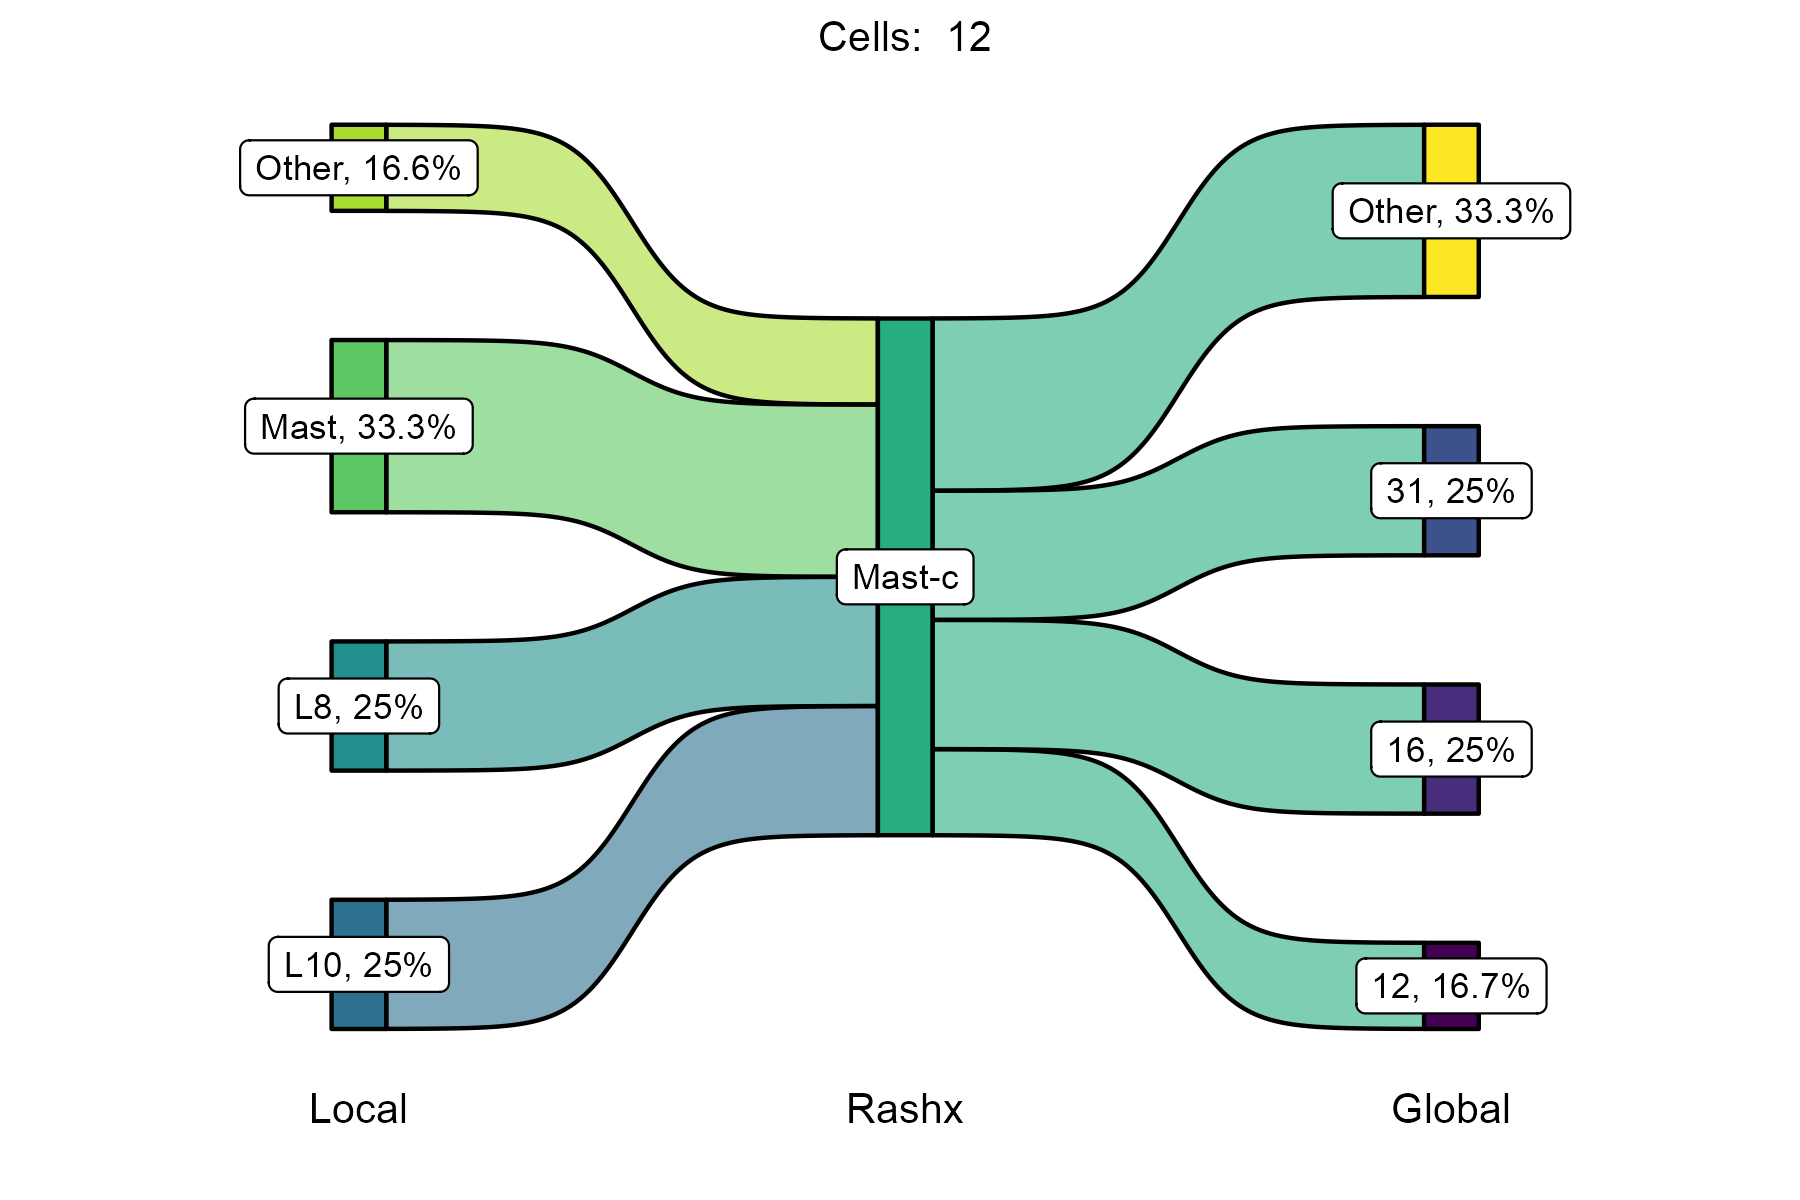 Cells:  12
Other, 16.6%
Mast, 33.3%
L8, 25%
L10, 25%
Mast-c
Other, 33.3%
31, 25%
16, 25%
12, 16.7%
Local
Rashx
Global